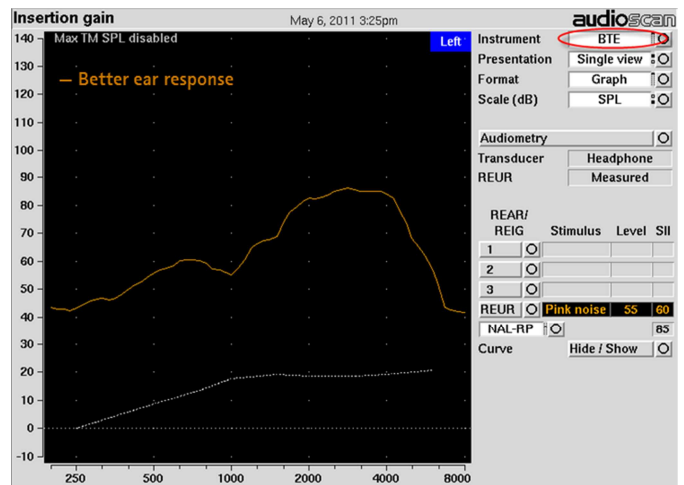 Insertion gain May 6, 2011 3:25pm audioscan
Max TM SPL disabled Left
— Better ear response
140
130
120
110
100
90
80
70
60
50
40
30
20
10
0
-10
250 500 1000 2000 4000 8000
Instrument BTE
Presentation Single view
Format Graph
Scale (dB) SPL
Audiometry
Transducer Headphone
REUR Measured
REAR/
REIG Stimulus Level SII
1
2
3
REUR Pink noise 55 60
NAL-RP 85
Curve Hide / Show